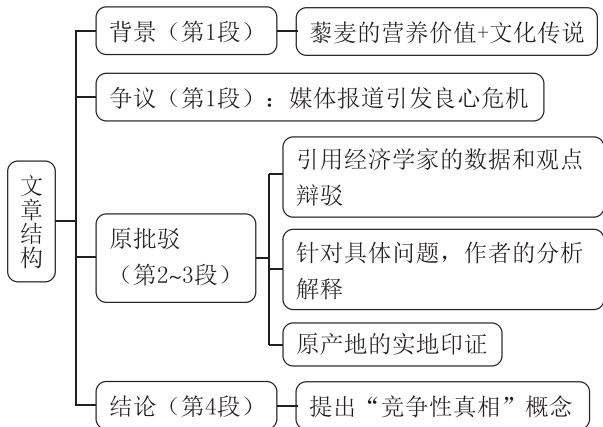 文章结构
背景（第1段）
藜麦的营养价值+文化传说
争议（第1段）：媒体报道引发良心危机
原批驳
（第2~3段）
引用经济学家的数据和观点
辩驳
针对具体问题，作者的分析
解释
原产地的实地印证
结论（第4段）
提出“竞争性真相”概念